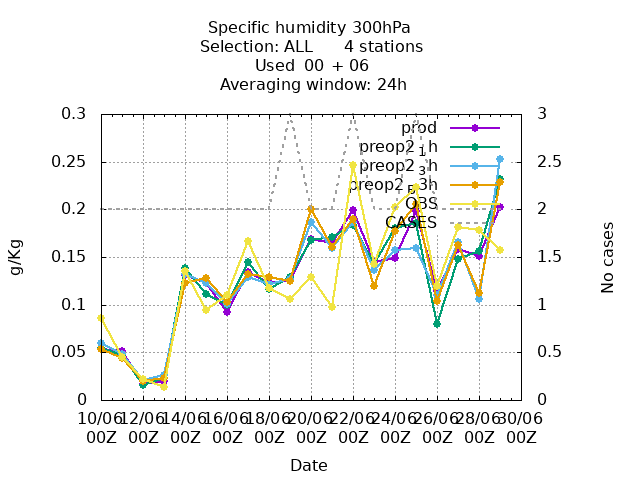 Specific humidity 300hPa
Selection: ALL 4 stations
Used 00 + 06
Averaging window: 24h
0.3 3
prod
preop2_1h
0.25 2.5
preop2_3h
preop2_p3h
0.2 OBS 2
CASES
0.15 1.5
0.1 1
0.05 0.5
0 0
g/Kg
No cases
10/06 12/06 14/06 16/06 18/06 20/06 22/06 24/06 26/06 28/06 30/06
00Z 00Z 00Z 00Z 00Z 00Z 00Z 00Z 00Z 00Z 00Z
Date